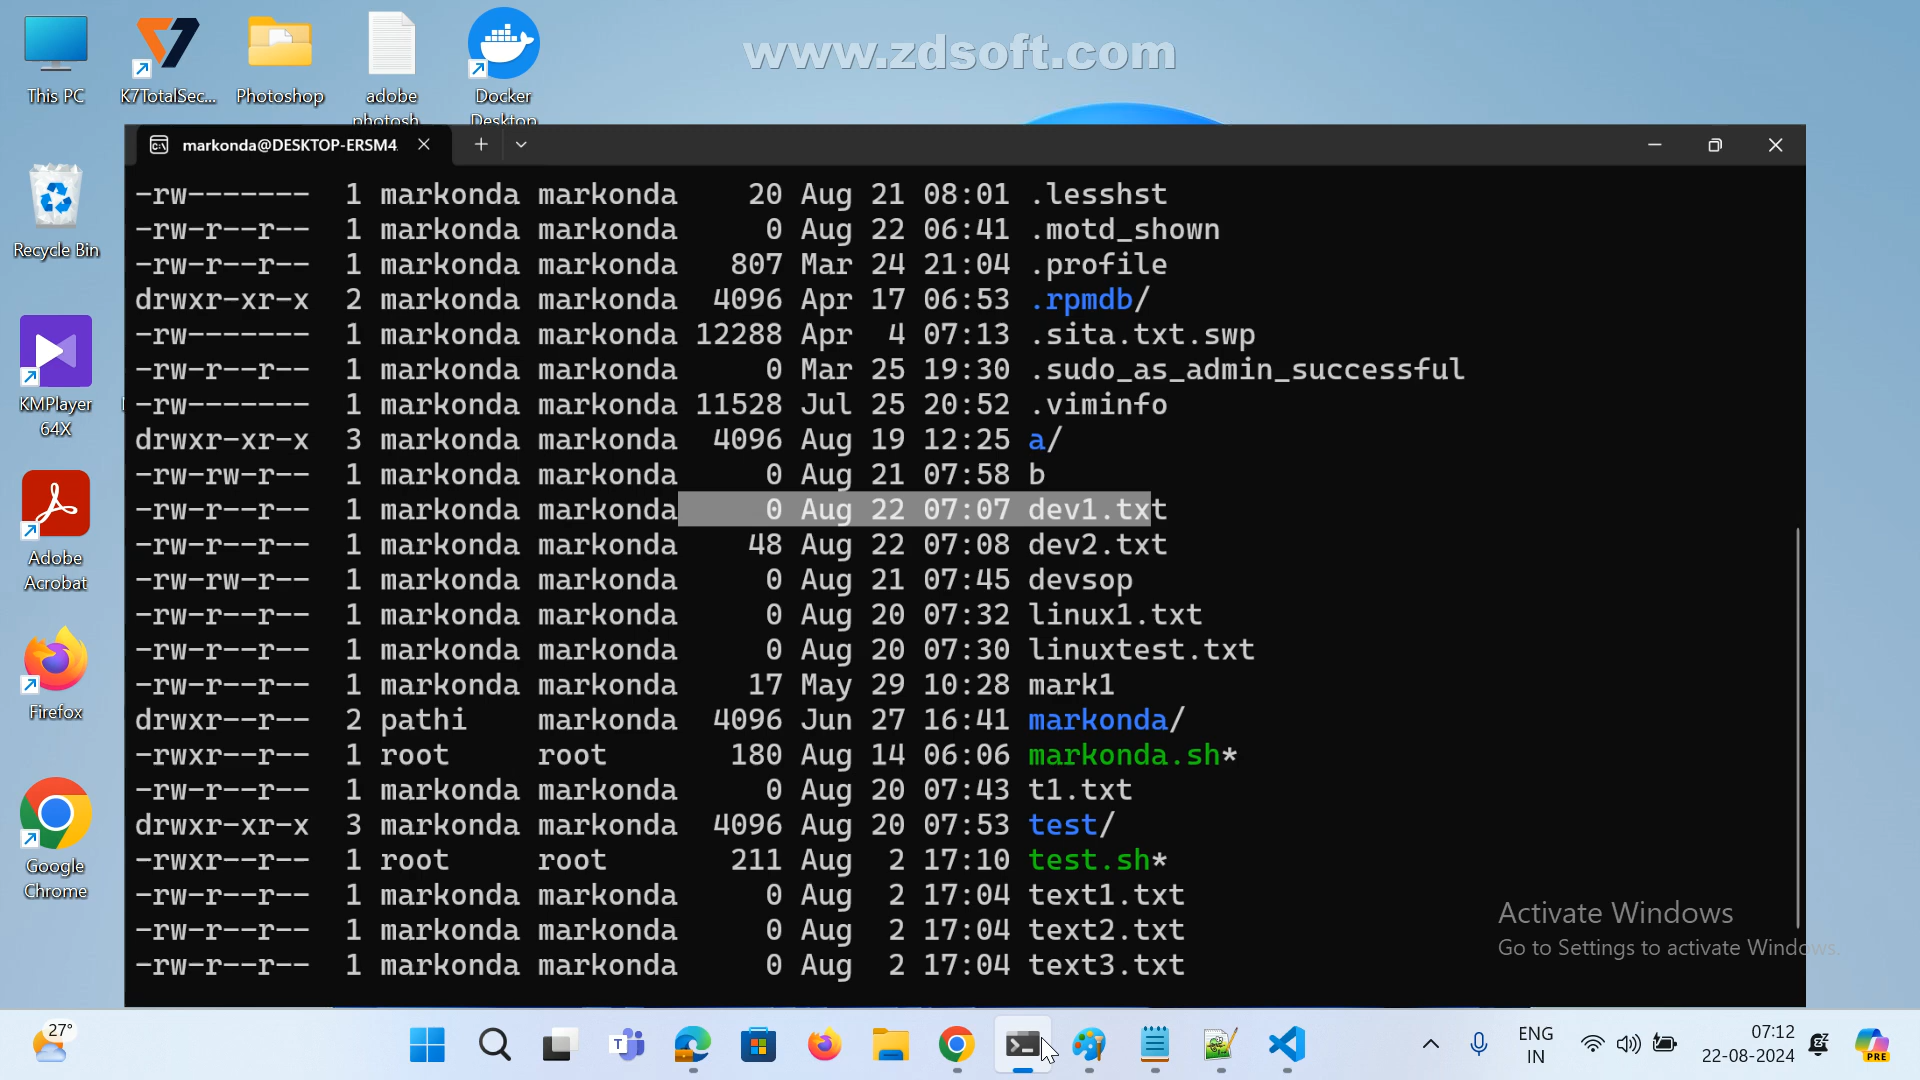 www.zdsoft.com
This PC
K7TotalSec...
Photoshop
adobe
photosh...
Docker
Desktop
Recycle Bin
KMPlayer
64X
Adobe
Acrobat
Firefox
Google
Chrome
markonda@DESKTOP-ERSM4
-rw------- 1 markonda markonda 20 Aug 21 08:01 .lesshst
-rw-r--r-- 1 markonda markonda 0 Aug 22 06:41 .motd_shown
-rw-r--r-- 1 markonda markonda 807 Mar 24 21:04 .profile
drwxr-xr-x 2 markonda markonda 4096 Apr 17 06:53 .rpmdb/
-rw------- 1 markonda markonda 12288 Apr 4 07:13 .sita.txt.swp
-rw-r--r-- 1 markonda markonda 0 Mar 25 19:30 .sudo_as_admin_successful
-rw------- 1 markonda markonda 11528 Jul 25 20:52 .viminfo
drwxr-xr-x 3 markonda markonda 4096 Aug 19 12:25 a/
-rw-rw-r-- 1 markonda markonda 0 Aug 21 07:58 b
-rw-r--r-- 1 markonda markonda 0 Aug 22 07:07 dev1.txt
-rw-r--r-- 1 markonda markonda 48 Aug 22 07:08 dev2.txt
-rw-rw-r-- 1 markonda markonda 0 Aug 21 07:45 devsop
-rw-r--r-- 1 markonda markonda 0 Aug 20 07:32 linux1.txt
-rw-r--r-- 1 markonda markonda 0 Aug 20 07:30 linuxtest.txt
-rw-r--r-- 1 markonda markonda 17 May 29 10:28 mark1
drwxr--r-- 2 pathi markonda 4096 Jun 27 16:41 markonda/
-rwxr--r-- 1 root root 180 Aug 14 06:06 markonda.sh*
-rw-r--r-- 1 markonda markonda 0 Aug 20 07:43 t1.txt
drwxr-xr-x 3 markonda markonda 4096 Aug 20 07:53 test/
-rwxr--r-- 1 root root 211 Aug 2 17:10 test.sh*
-rw-r--r-- 1 markonda markonda 0 Aug 2 17:04 text1.txt
-rw-r--r-- 1 markonda markonda 0 Aug 2 17:04 text2.txt
-rw-r--r-- 1 markonda markonda 0 Aug 2 17:04 text3.txt
Activate Windows
Go to Settings to activate Windows.
27°
ENG
IN
07:12
22-08-2024
PRE